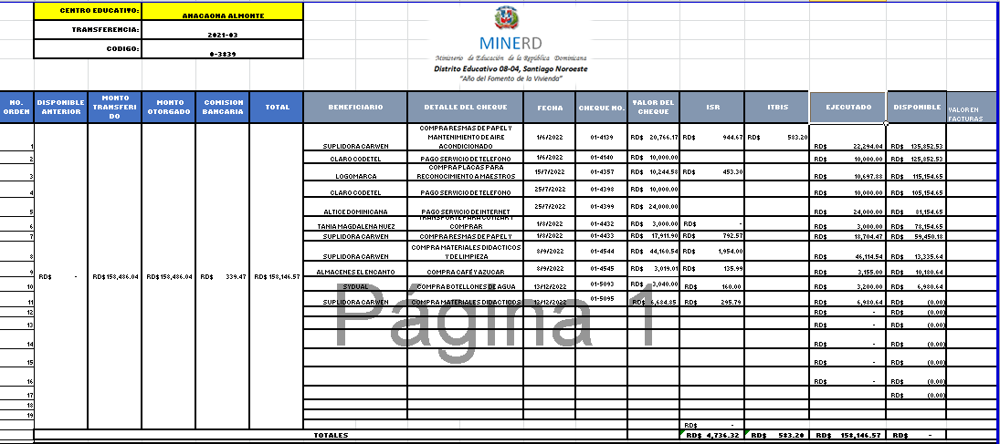 CENTRO EDUCATIVO: ANACAONA ALMONTE
TRANSFERENCIA: 2021-03
CODIGO: 0-3839
MINERD
Ministerio de Educación de la República Dominicana
Distrito Educativo 08-04, Santiago Noroeste
"Año del Fomento de la Vivienda"
NO. ORDEN DISPONIBLE ANTERIOR MONTO TRANSFERIDO MONTO OTORGADO COMISION BANCARIA TOTAL BENEFICIARIO DETALLE DEL CHEQUE FECHA CHEQUE NO. VALOR DEL CHEQUE ISR ITBIS EJECUTADO DISPONIBLE VALOR EN FACTURAS
RD$ - RD$ 158,486.04 RD$ 158,486.04 RD$ 339.47 RD$ 158,146.57
1 SUPLIDORA CARWEN COMPRA RESMAS DE PAPEL Y MANTENIMIENTO DE AIRE ACONDICIONADO 1/6/2022 01-4139 RD$ 20,766.17 RD$ 944.67 RD$ 583.20 RD$ 22,294.04 RD$ 135,852.53
2 CLARO CODETEL PAGO SERVICIO DE TELEFONO 1/6/2022 01-4140 RD$ 10,000.00 RD$ 10,000.00 RD$ 125,852.53
3 LOGOMARCA COMPRA PLACAS PARA RECONOCIMIENTO A MAESTROS 15/7/2022 01-4357 RD$ 10,244.58 RD$ 453.30 RD$ 10,697.88 RD$ 115,154.65
4 CLARO CODETEL PAGO SERVICIO DE TELEFONO 25/7/2022 01-4398 RD$ 10,000.00 RD$ 10,000.00 RD$ 105,154.65
5 ALTICE DOMINICANA PAGO SERVICIO DE INTERNET 25/7/2022 01-4399 RD$ 24,000.00 RD$ 24,000.00 RD$ 81,154.65
6 TANIA MAGDALENA NUEZ TRANSPORTE PARA COTIZAR Y COMPRAR 1/8/2022 01-4432 RD$ 3,000.00 RD$ - RD$ 3,000.00 RD$ 78,154.65
7 SUPLIDORA CARWEN COMPRA RESMAS DE PAPEL Y 1/8/2022 01-4433 RD$ 17,911.90 RD$ 792.57 RD$ 18,704.47 RD$ 59,450.18
8 SUPLIDORA CARWEN COMPRA MATERIALES DIDACTICOS Y DE LIMPIEZA 8/9/2022 01-4544 RD$ 44,160.54 RD$ 1,954.00 RD$ 46,114.54 RD$ 13,335.64
9 ALMACENES EL ENCANTO COMPRA CAFÉ Y AZUCAR 8/9/2022 01-4545 RD$ 3,019.01 RD$ 135.99 RD$ 3,155.00 RD$ 10,180.64
10 SYDUAL COMPRA BOTELLONES DE AGUA 13/12/2022 01-5093 RD$ 3,040.00 RD$ 160.00 RD$ 3,200.00 RD$ 6,980.64
11 SUPLIDORA CARWEN COMPRA MATERIALES DIDACTICOS 13/12/2022 01-5095 RD$ 6,684.85 RD$ 295.79 RD$ 6,980.64 RD$ (0.00)
12 RD$ - RD$ (0.00)
13 RD$ - RD$ (0.00)
14 RD$ - RD$ (0.00)
15 RD$ - RD$ (0.00)
16 RD$ - RD$ (0.00)
17 RD$ (0.00)
18
19
RD$ -
TOTALES RD$ 4,736.32 RD$ 583.20 RD$ 158,146.57 RD$ -
Página 1